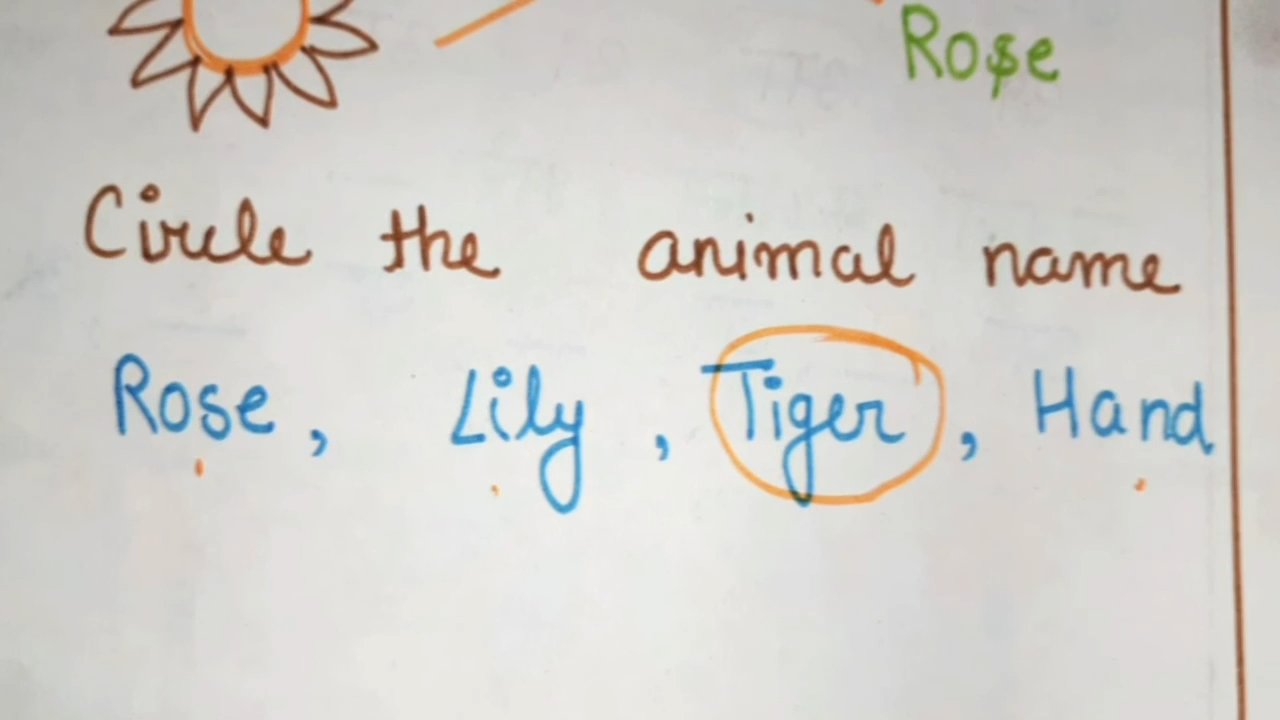 Rose
Circle the animal name
Rose, Lily, Tiger, Hand